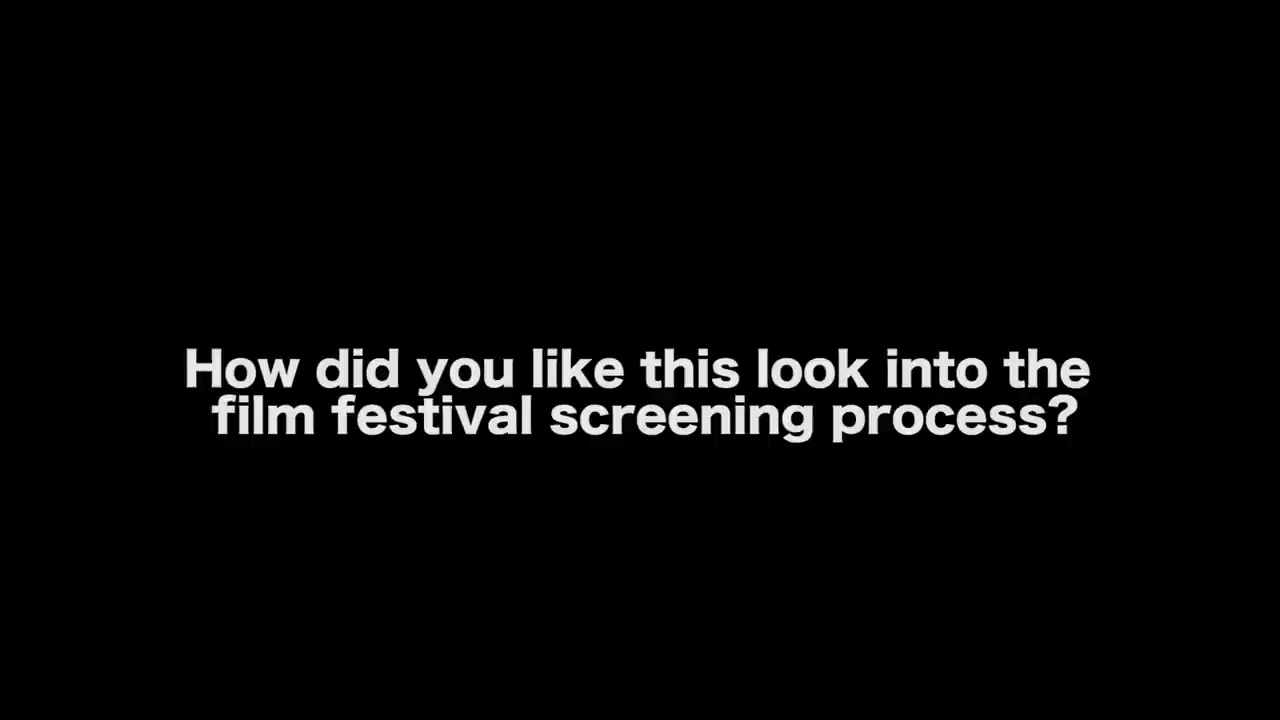 How did you like this look into the
film festival screening process?